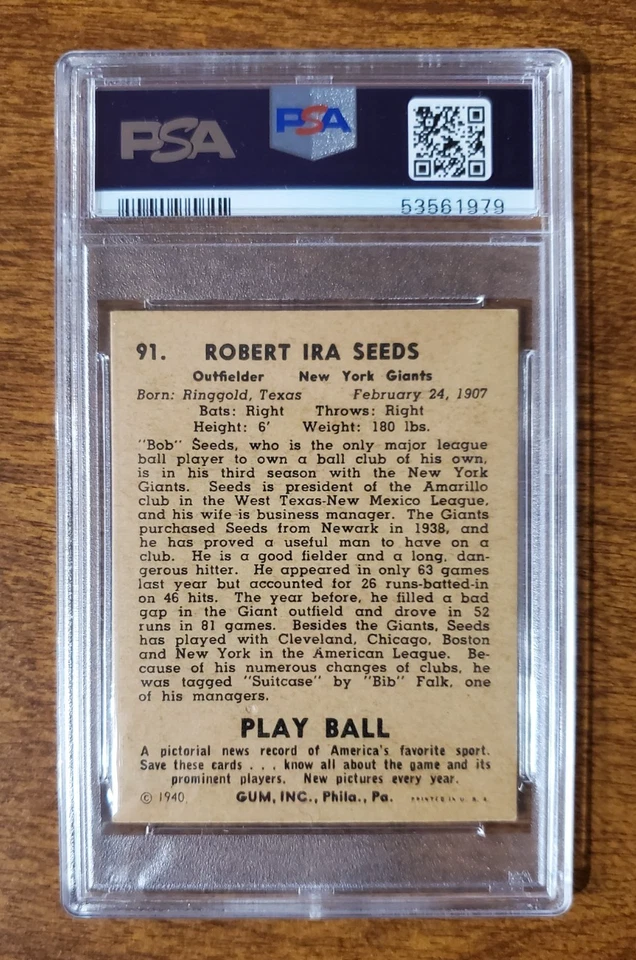 PSA
PSA
53561979
91. ROBERT IRA SEEDS
Outfielder New York Giants
Born: Ringgold, Texas February 24, 1907
Bats: Right Throws: Right
Height: 6' Weight: 180 lbs.
"Bob" Seeds, who is the only major league
ball player to own a ball club of his own,
is in his third season with the New York
Giants. Seeds is president of the Amarillo
club in the West Texas-New Mexico League,
and his wife is business manager. The Giants
purchased Seeds from Newark in 1938, and
he has proved a useful man to have on a
club. He is a good fielder and a long, dan-
gerous hitter. He appeared in only 63 games
last year but accounted for 26 runs-batted-in
on 46 hits. The year before, he filled a bad
gap in the Giant outfield and drove in 52
runs in 81 games. Besides the Giants, Seeds
has played with Cleveland, Chicago, Boston
and New York in the American League. Be-
cause of his numerous changes of clubs, he
was tagged "Suitcase" by "Bib" Falk, one
of his managers.
PLAY BALL
A pictorial news record of America's favorite sport.
Save these cards . . . know all about the game and its
prominent players. New pictures every year.
© 1940 GUM, INC., Phila., Pa. PRINTED IN U. S. A.